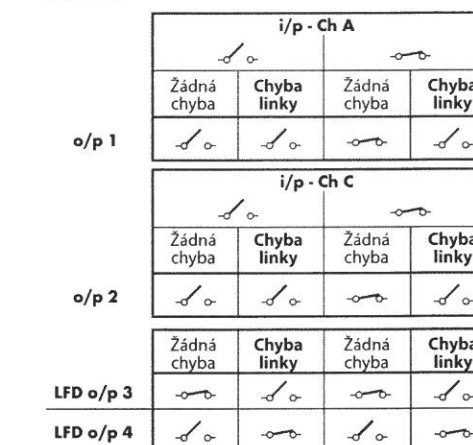 i/p - Ch A
Žádná chyba Chyba linky Žádná chyba Chyba linky
o/p 1
i/p - Ch C
Žádná chyba Chyba linky Žádná chyba Chyba linky
o/p 2
Žádná chyba Chyba linky Žádná chyba Chyba linky
LFD o/p 3
LFD o/p 4